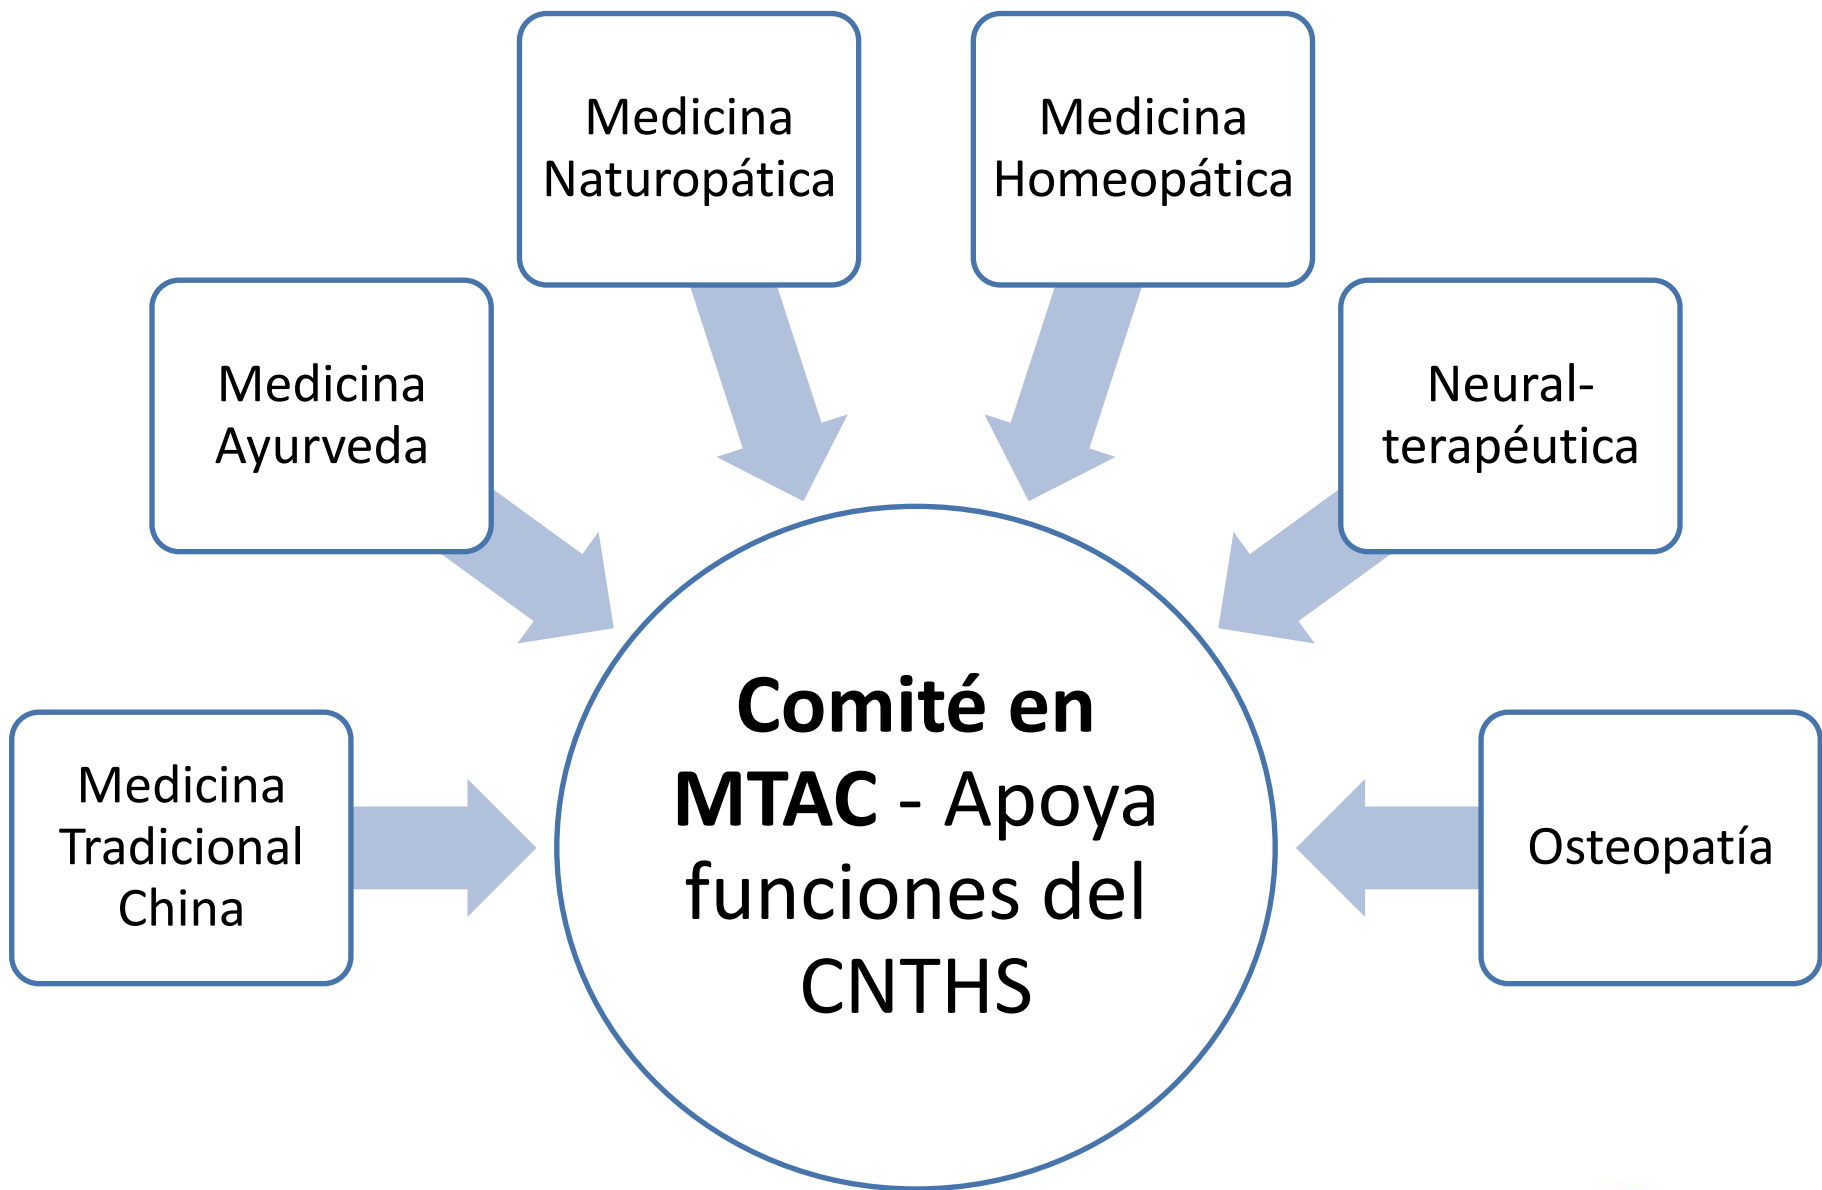 Medicina
Naturopática
Medicina
Homeopática
Medicina
Ayurveda
Neural-
terapéutica
Medicina
Tradicional
China
Comité en
MTAC - Apoya
funciones del
CNTHS
Osteopatía